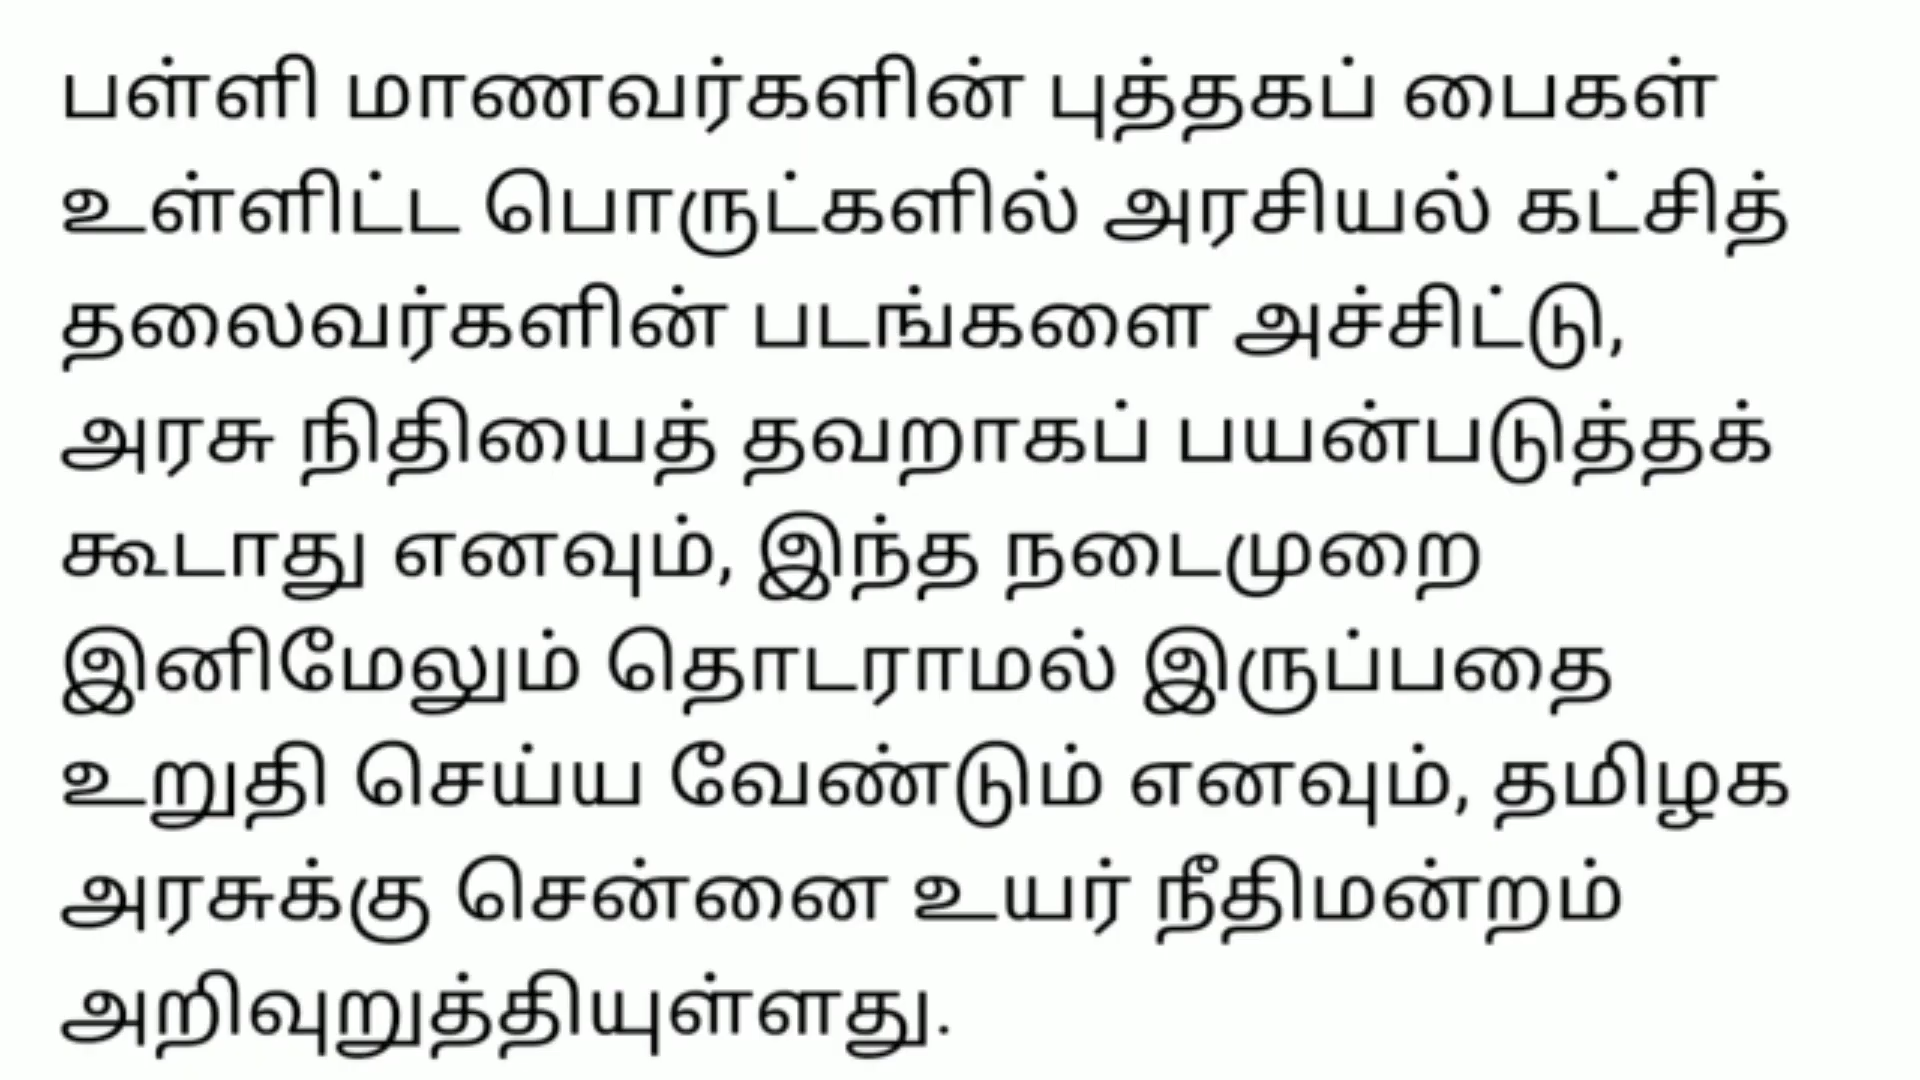 பள்ளி மாணவர்களின் புத்தகப் பைகள்
உள்ளிட்ட பொருட்களில் அரசியல் கட்சித்
தலைவர்களின் படங்களை அச்சிட்டு,
அரசு நிதியைத் தவறாகப் பயன்படுத்தக்
கூடாது எனவும், இந்த நடைமுறை
இனிமேலும் தொடராமல் இருப்பதை
உறுதி செய்ய வேண்டும் எனவும், தமிழக
அரசுக்கு சென்னை உயர் நீதிமன்றம்
அறிவுறுத்தியுள்ளது.